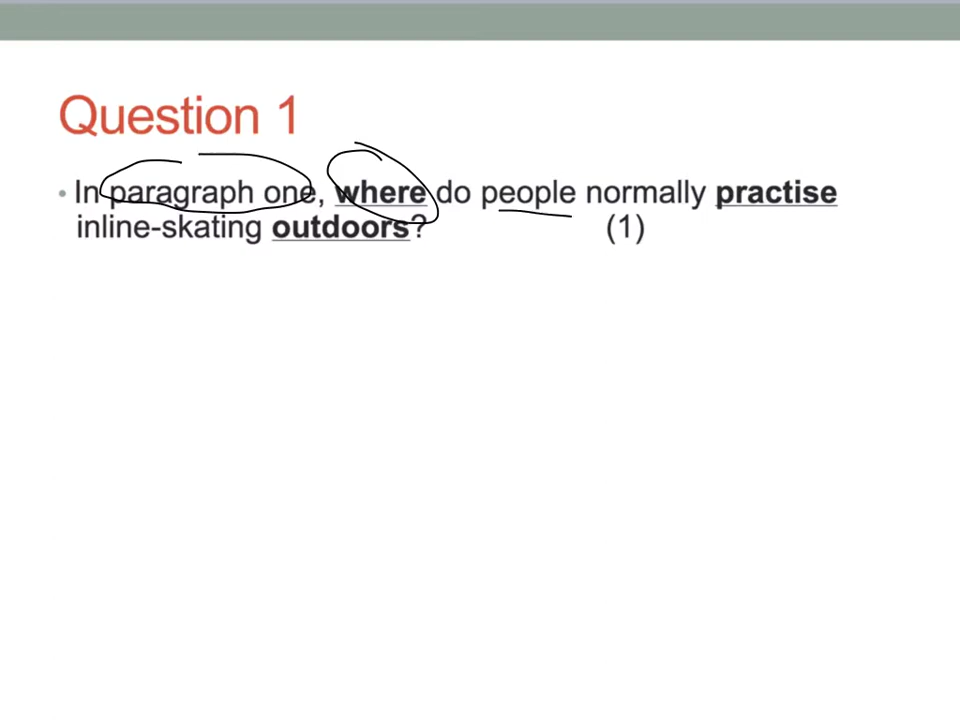 Question 1
• In paragraph one, where do people normally practise
inline-skating outdoors? (1)